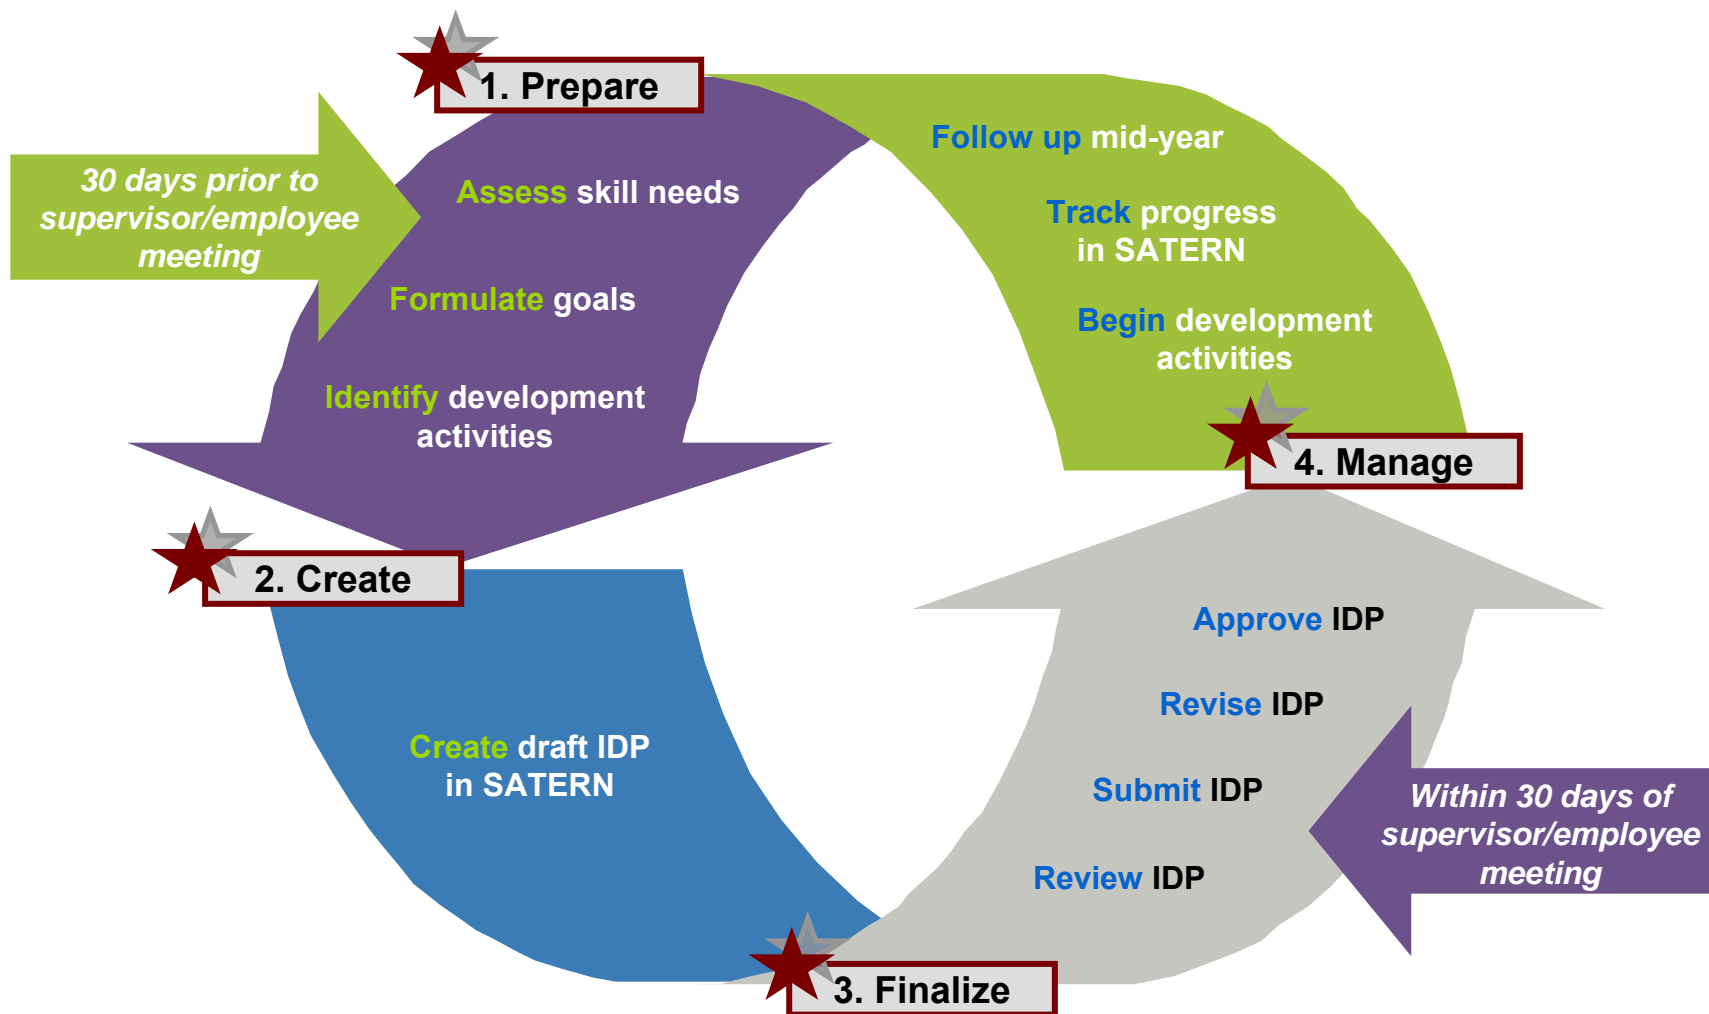 1. Prepare
30 days prior to
supervisor/employee
meeting
Assess skill needs
Formulate goals
Identify development
activities
2. Create
Create draft IDP
in SATERN
3. Finalize
Review IDP
Submit IDP
Revise IDP
Approve IDP
Within 30 days of
supervisor/employee
meeting
4. Manage
Begin development
activities
Track progress
in SATERN
Follow up mid-year